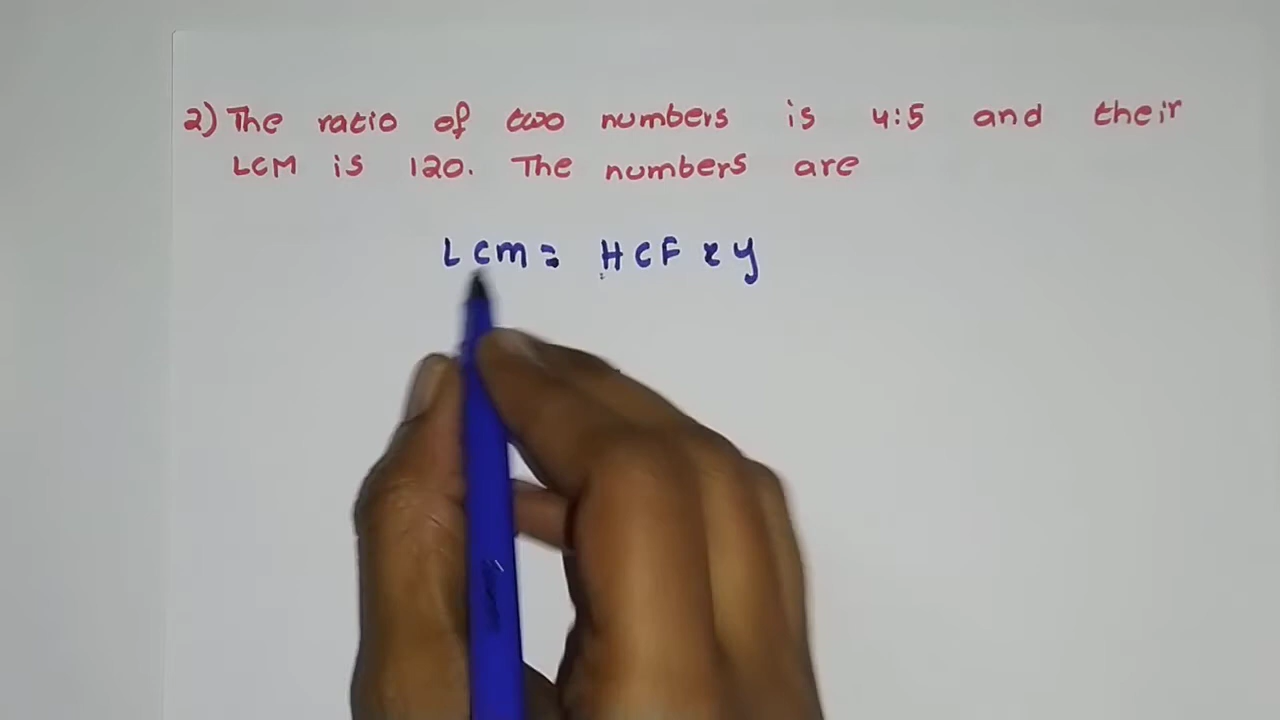 2) The ratio of two numbers is 4:5 and their
LCM is 120. The numbers are
LCM = HCF x y